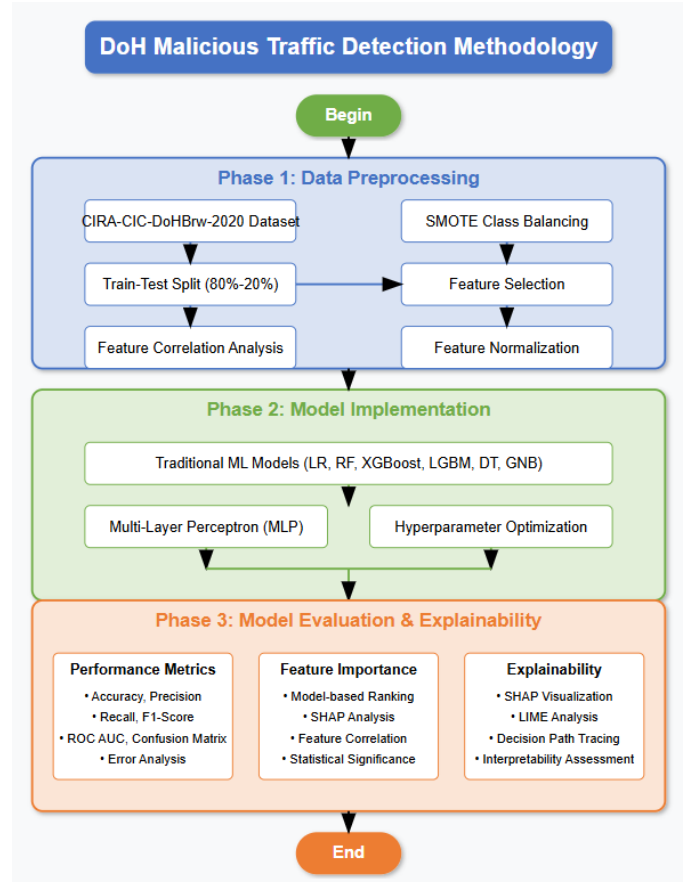 DoH Malicious Traffic Detection Methodology
Begin
Phase 1: Data Preprocessing
CIRA-CIC-DoHBrw-2020 Dataset
SMOTE Class Balancing
Train-Test Split (80%-20%)
Feature Selection
Feature Correlation Analysis
Feature Normalization
Phase 2: Model Implementation
Traditional ML Models (LR, RF, XGBoost, LGBM, DT, GNB)
Multi-Layer Perceptron (MLP)
Hyperparameter Optimization
Phase 3: Model Evaluation & Explainability
Performance Metrics
• Accuracy, Precision
• Recall, F1-Score
• ROC AUC, Confusion Matrix
• Error Analysis
Feature Importance
• Model-based Ranking
• SHAP Analysis
• Feature Correlation
• Statistical Significance
Explainability
• SHAP Visualization
• LIME Analysis
• Decision Path Tracing
• Interpretability Assessment
End